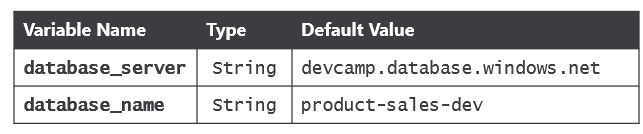 Variable Name Type Default Value
database_server String devcamp.database.windows.net
database_name String product-sales-dev